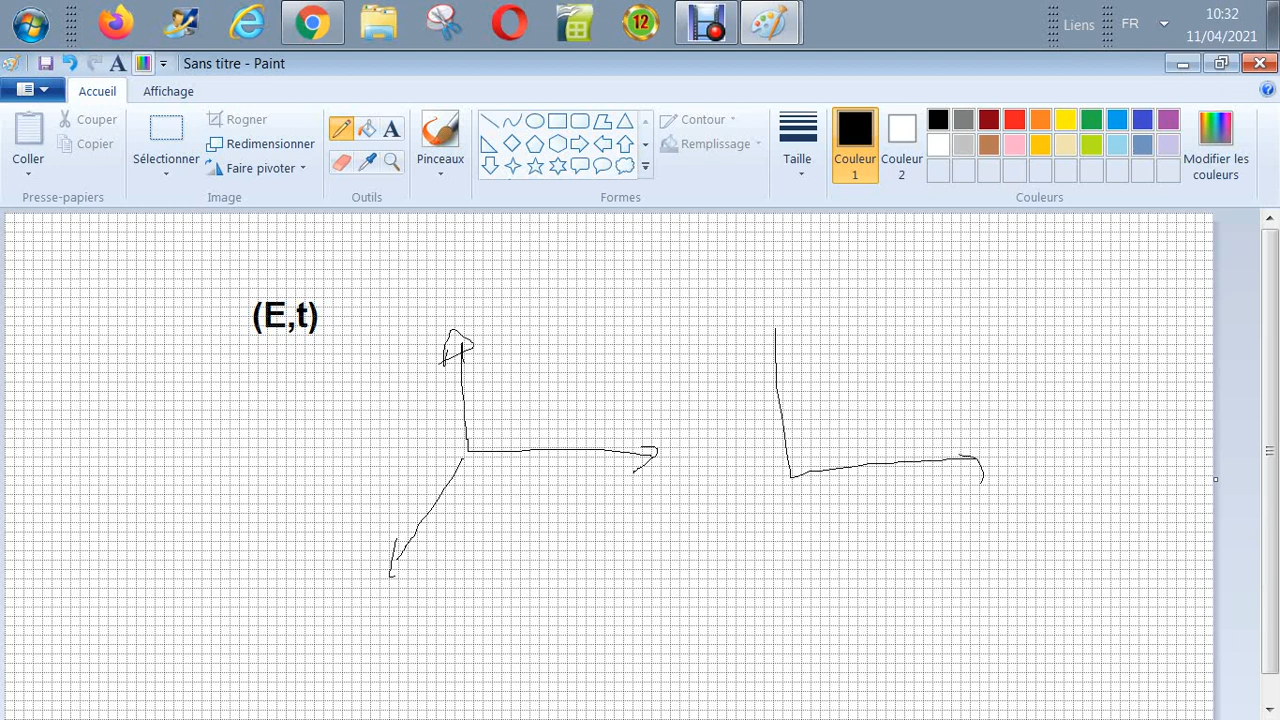 12
Liens
FR
10:32
11/04/2021
A
Sans titre - Paint
Accueil
Affichage
Coller
Couper
Copier
Presse-papiers
Sélectionner
Rogner
Redimensionner
Faire pivoter
Image
A
Outils
Pinceaux
Contour
Remplissage
Formes
Taille
Couleur
1
Couleur
2
Modifier les
couleurs
Couleurs
(E,t)